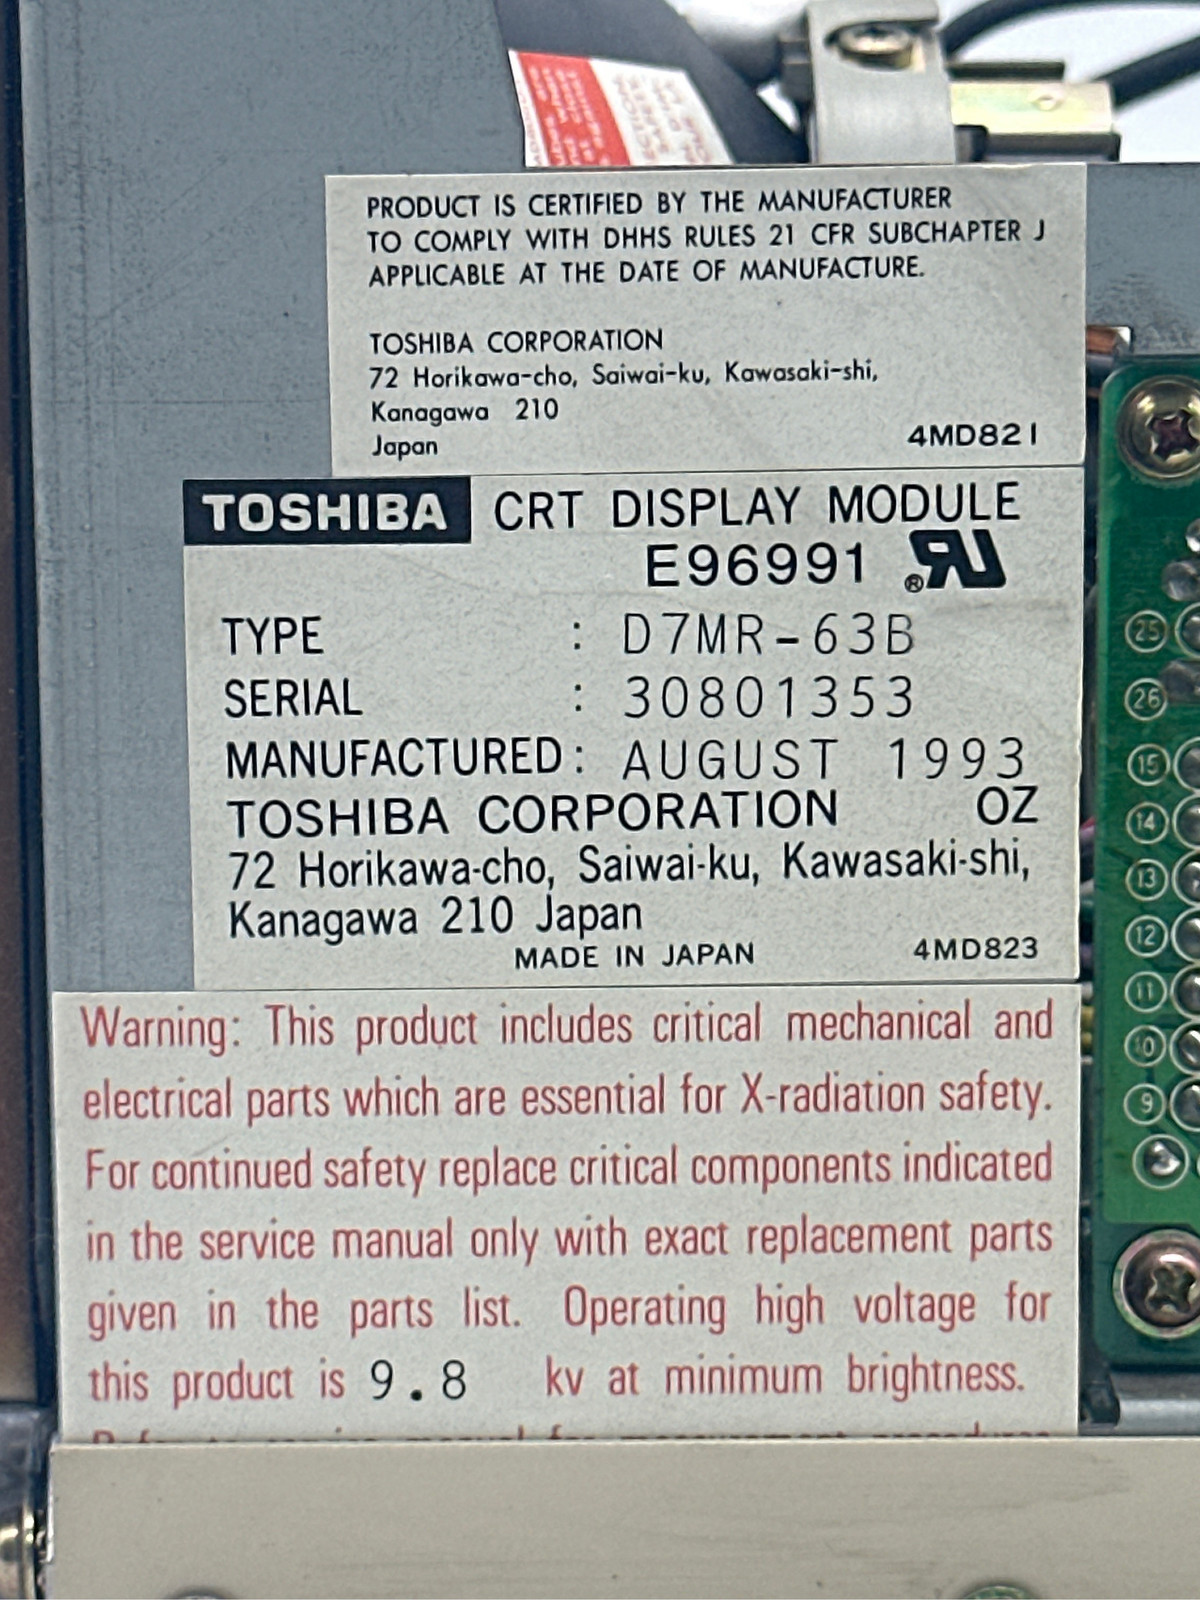 PRODUCT IS CERTIFIED BY THE MANUFACTURER
TO COMPLY WITH DHHS RULES 21 CFR SUBCHAPTER J
APPLICABLE AT THE DATE OF MANUFACTURE.
TOSHIBA CORPORATION
72 Horikawa-cho, Saiwai-ku, Kawasaki-shi,
Kanagawa 210
Japan 4MD821
TOSHIBA CRT DISPLAY MODULE
E96991 ®
TYPE : D7MR-63B
SERIAL : 30801353
MANUFACTURED: AUGUST 1993
TOSHIBA CORPORATION OZ
72 Horikawa-cho, Saiwai-ku, Kawasaki-shi,
Kanagawa 210 Japan
MADE IN JAPAN 4MD823
Warning: This product includes critical mechanical and
electrical parts which are essential for X-radiation safety.
For continued safety replace critical components indicated
in the service manual only with exact replacement parts
given in the parts list. Operating high voltage for
this product is 9.8 kv at minimum brightness.
25
26
15
14
13
12
11
10
9